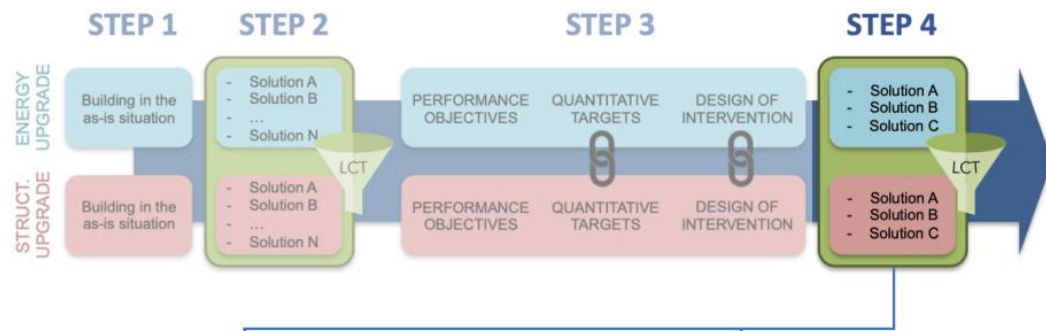 STEP 1
STEP 2
STEP 3
STEP 4
ENERGY
UPGRADE
Building in the
as-is situation
- Solution A
- Solution B
- ...
- Solution N
PERFORMANCE
OBJECTIVES
QUANTITATIVE
TARGETS
DESIGN OF
INTERVENTION
- Solution A
- Solution B
- Solution C
LCT
LCT
STRUCT.
UPGRADE
Building in the
as-is situation
- Solution A
- Solution B
- ...
- Solution N
PERFORMANCE
OBJECTIVES
QUANTITATIVE
TARGETS
DESIGN OF
INTERVENTION
- Solution A
- Solution B
- Solution C